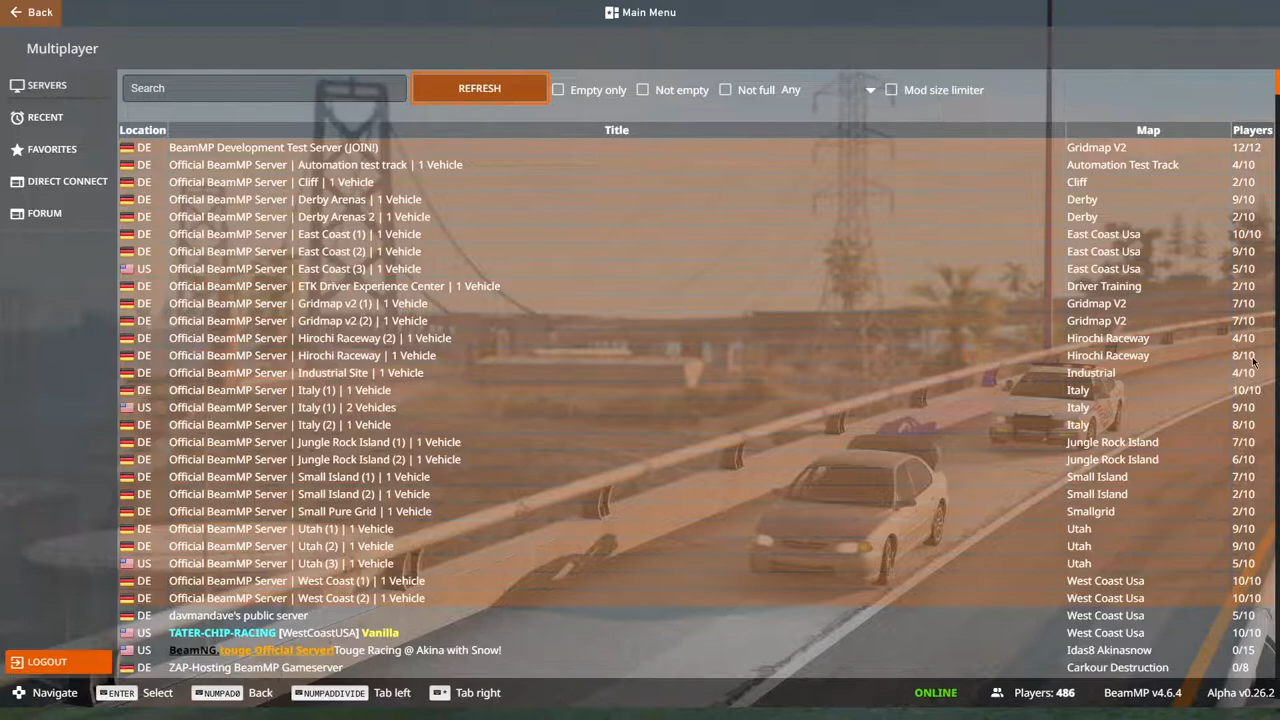 Back
Main Menu
Multiplayer
SERVERS
RECENT
FAVORITES
DIRECT CONNECT
FORUM
LOGOUT
Search
REFRESH
Empty only
Not empty
Not full
Any
Mod size limiter
Location Title Map Players
DE BeamMP Development Test Server (JOIN!) Gridmap V2 12/12
DE Official BeamMP Server | Automation test track | 1 Vehicle Automation Test Track 4/10
DE Official BeamMP Server | Cliff | 1 Vehicle Cliff 2/10
DE Official BeamMP Server | Derby Arenas | 1 Vehicle Derby 9/10
DE Official BeamMP Server | Derby Arenas 2 | 1 Vehicle Derby 2/10
DE Official BeamMP Server | East Coast (1) | 1 Vehicle East Coast Usa 10/10
DE Official BeamMP Server | East Coast (2) | 1 Vehicle East Coast Usa 9/10
US Official BeamMP Server | East Coast (3) | 1 Vehicle East Coast Usa 5/10
DE Official BeamMP Server | ETK Driver Experience Center | 1 Vehicle Driver Training 2/10
DE Official BeamMP Server | Gridmap v2 (1) | 1 Vehicle Gridmap V2 7/10
DE Official BeamMP Server | Gridmap v2 (2) | 1 Vehicle Gridmap V2 7/10
DE Official BeamMP Server | Hirochi Raceway (2) | 1 Vehicle Hirochi Raceway 4/10
DE Official BeamMP Server | Hirochi Raceway | 1 Vehicle Hirochi Raceway 8/10
DE Official BeamMP Server | Industrial Site | 1 Vehicle Industrial 4/10
DE Official BeamMP Server | Italy (1) | 1 Vehicle Italy 10/10
US Official BeamMP Server | Italy (1) | 2 Vehicles Italy 9/10
DE Official BeamMP Server | Italy (2) | 1 Vehicle Italy 8/10
DE Official BeamMP Server | Jungle Rock Island (1) | 1 Vehicle Jungle Rock Island 7/10
DE Official BeamMP Server | Jungle Rock Island (2) | 1 Vehicle Jungle Rock Island 6/10
DE Official BeamMP Server | Small Island (1) | 1 Vehicle Small Island 7/10
DE Official BeamMP Server | Small Island (2) | 1 Vehicle Small Island 2/10
DE Official BeamMP Server | Small Pure Grid | 1 Vehicle Smallgrid 2/10
DE Official BeamMP Server | Utah (1) | 1 Vehicle Utah 9/10
DE Official BeamMP Server | Utah (2) | 1 Vehicle Utah 9/10
US Official BeamMP Server | Utah (3) | 1 Vehicle Utah 5/10
DE Official BeamMP Server | West Coast (1) | 1 Vehicle West Coast Usa 10/10
DE Official BeamMP Server | West Coast (2) | 1 Vehicle West Coast Usa 10/10
DE davmandave's public server West Coast Usa 5/10
US TATER-CHIP-RACING [WestCoastUSA] Vanilla West Coast Usa 10/10
US BeamNG.touge Official Server!Touge Racing @ Akina with Snow! Idas8 Akinasnow 0/15
DE ZAP-Hosting BeamMP Gameserver Carkour Destruction 0/8
Navigate ENTER Select NUMPAD0 Back NUMPADDIVIDE Tab left * Tab right ONLINE Players: 486 BeamMP v4.6.4 Alpha v0.26.2